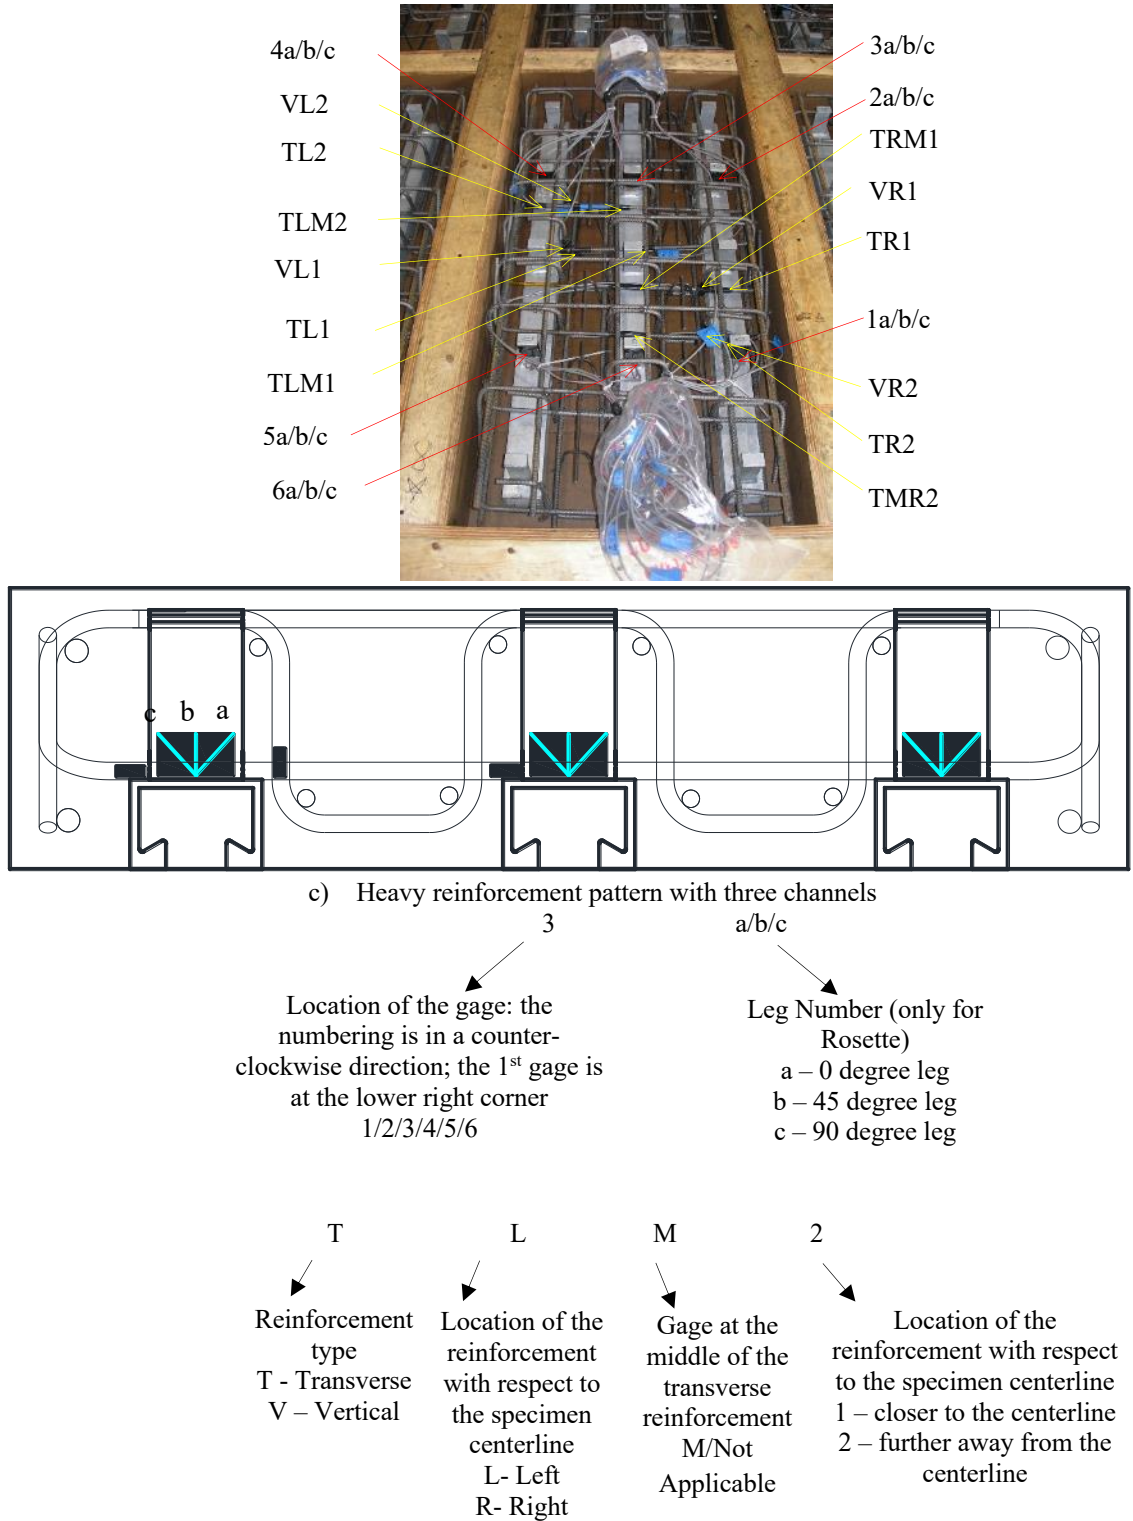 4a/b/c
VL2
TL2
TLM2
VL1
TL1
TLM1
5a/b/c
6a/b/c
3a/b/c
2a/b/c
TRM1
VR1
TR1
1a/b/c
VR2
TR2
TMR2
c b a
c) Heavy reinforcement pattern with three channels
3
a/b/c
Location of the gage: the
numbering is in a counter-
clockwise direction; the 1st gage is
at the lower right corner
1/2/3/4/5/6
Leg Number (only for
Rosette)
a – 0 degree leg
b – 45 degree leg
c – 90 degree leg
T L M 2
Reinforcement
type
T - Transverse
V – Vertical
Location of the
reinforcement
with respect to
the specimen
centerline
L- Left
R- Right
Gage at the
middle of the
transverse
reinforcement
M/Not
Applicable
Location of the
reinforcement with respect
to the specimen centerline
1 – closer to the centerline
2 – further away from the
centerline